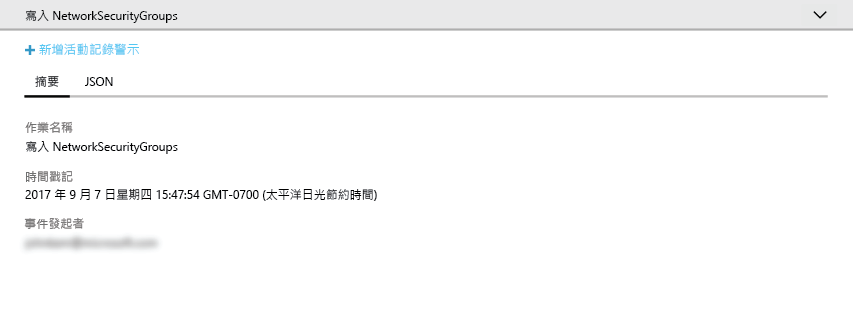 寫入 NetworkSecurityGroups
新增活動記錄警示
摘要 JSON
作業名稱
寫入 NetworkSecurityGroups
時間戳記
2017 年 9 月 7 日星期四 15:47:54 GMT-0700 (太平洋日光節約時間)
事件發起者